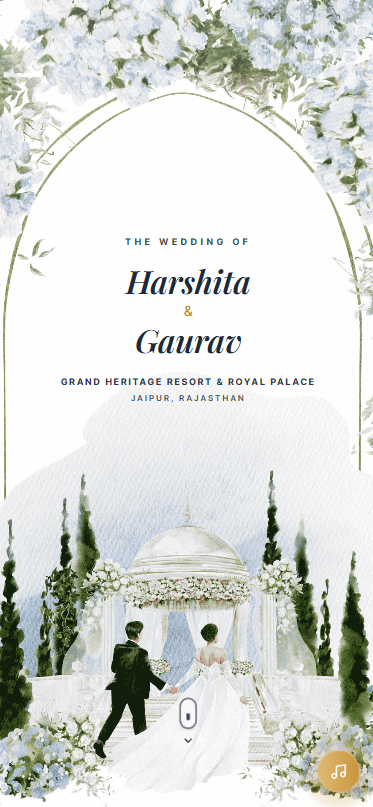 THE WEDDING OF
Harshita
&
Gaurav
GRAND HERITAGE RESORT & ROYAL PALACE
JAIPUR, RAJASTHAN